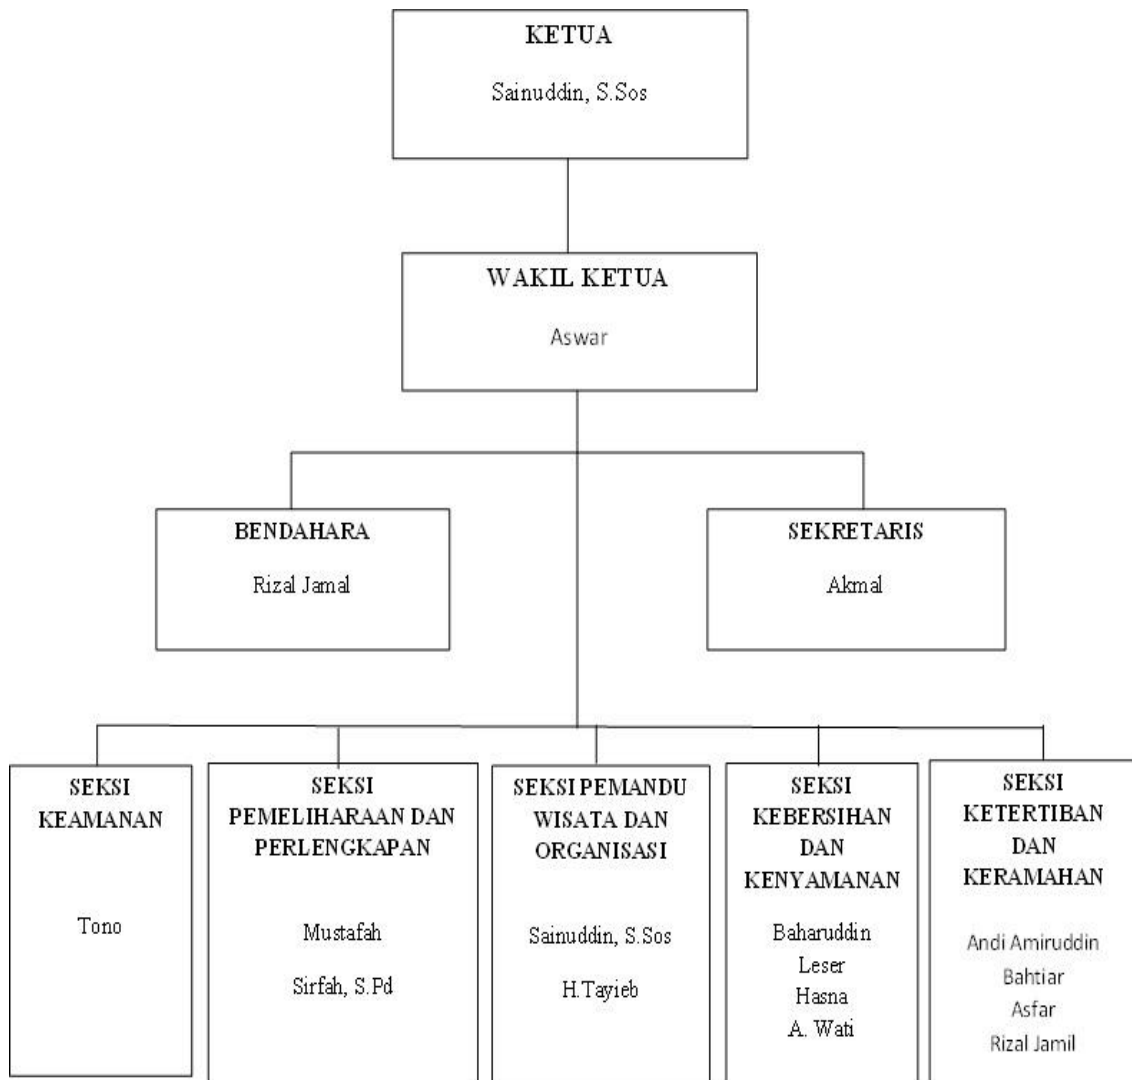 KETUA
Sainuddin, S.Sos
WAKIL KETUA
Aswar
BENDAHARA
Rizal Jamal
SEKRETARIS
Akmal
SEKSI
KEAMANAN
Tono
SEKSI
PEMELIHARAAN DAN
PERLENGKAPAN
Mustafah
Sirfah, S.Pd
SEKSI PEMANDU
WISATA DAN
ORGANISASI
Sainuddin, S.Sos
H.Tayieb
SEKSI
KEBERSIHAN
DAN
KENYAMANAN
Baharuddin
Leser
Hasna
A. Wati
SEKSI
KETERTIBAN
DAN
KERAMAHAN
Andi Amiruddin
Bahtiar
Asfar
Rizal Jamil